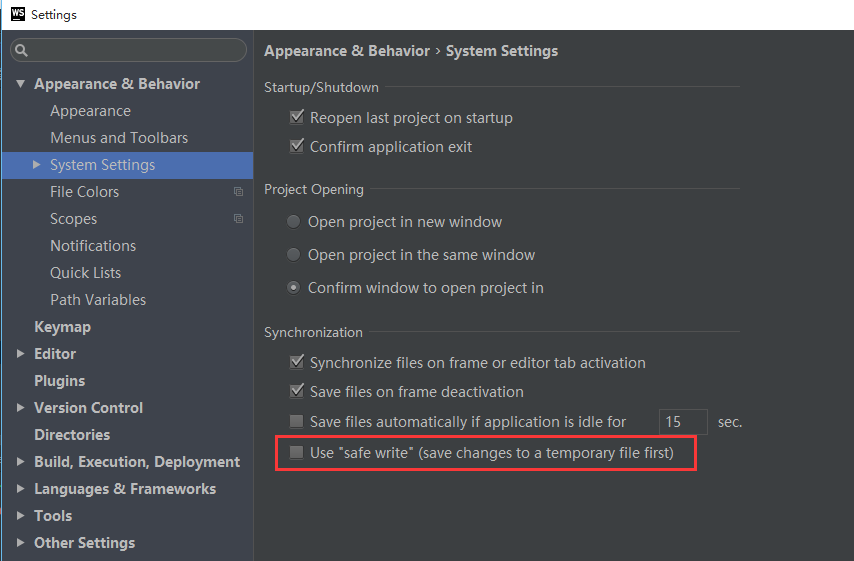 WS Settings
Appearance & Behavior
Appearance
Menus and Toolbars
System Settings
File Colors
Scopes
Notifications
Quick Lists
Path Variables
Keymap
Editor
Plugins
Version Control
Directories
Build, Execution, Deployment
Languages & Frameworks
Tools
Other Settings
Appearance & Behavior › System Settings
Startup/Shutdown
Reopen last project on startup
Confirm application exit
Project Opening
Open project in new window
Open project in the same window
Confirm window to open project in
Synchronization
Synchronize files on frame or editor tab activation
Save files on frame deactivation
Save files automatically if application is idle for 15 sec.
Use "safe write" (save changes to a temporary file first)